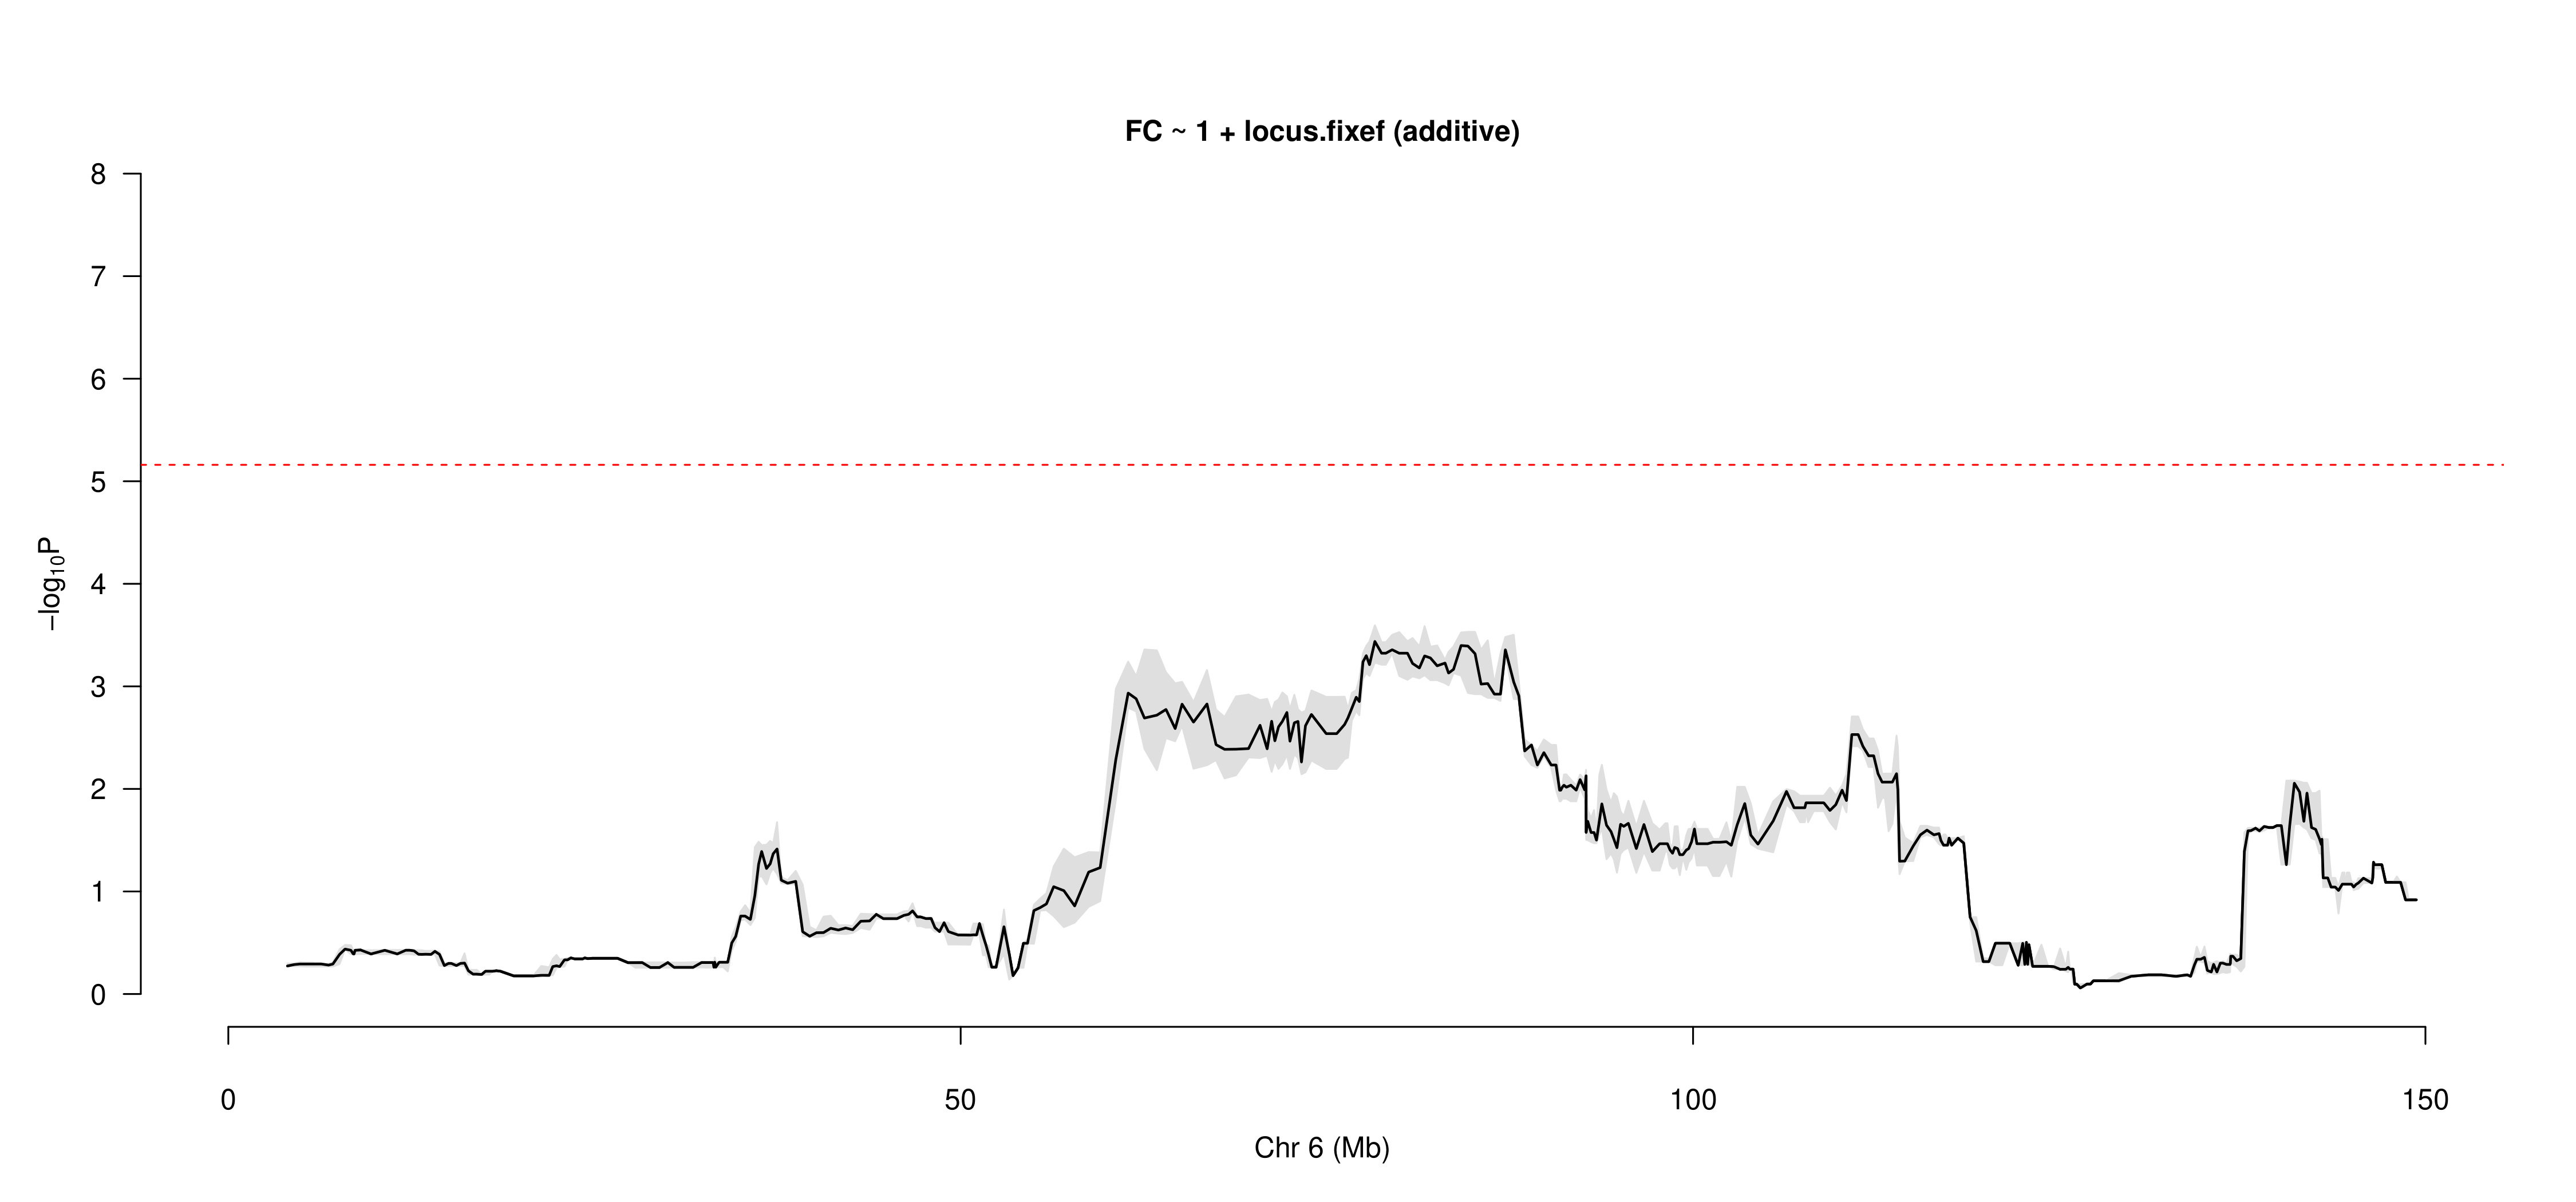 FC ~ 1 + locus.fixef (additive)
8
7
6
5
4
3
2
1
0
−log₁₀P
0 50 100 150
Chr 6 (Mb)